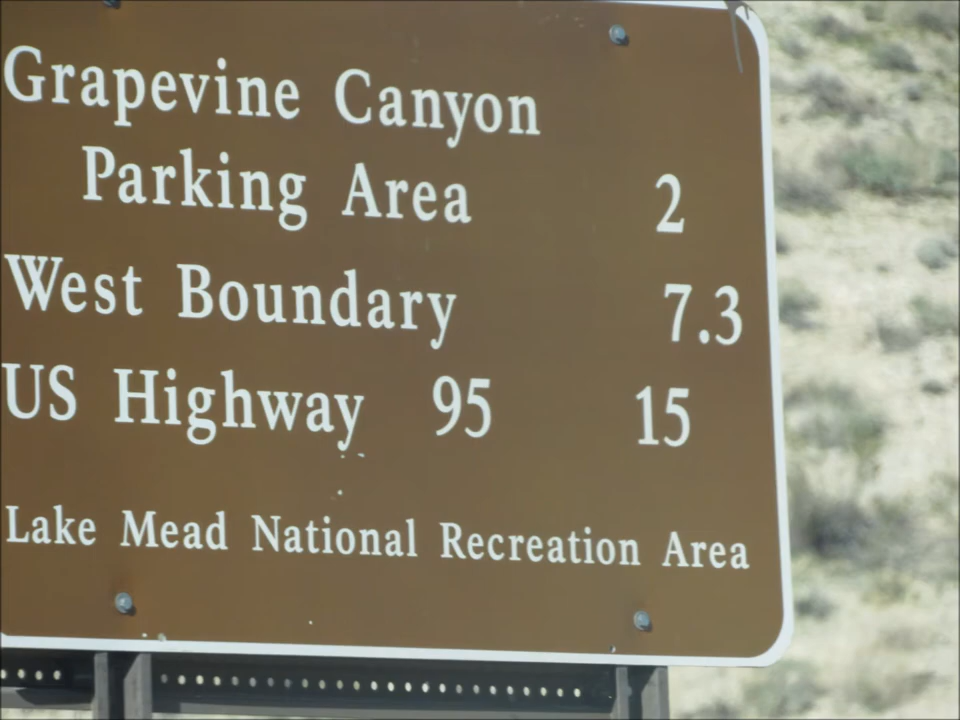 Grapevine Canyon
Parking Area 2
West Boundary 7.3
US Highway 95 15
Lake Mead National Recreation Area